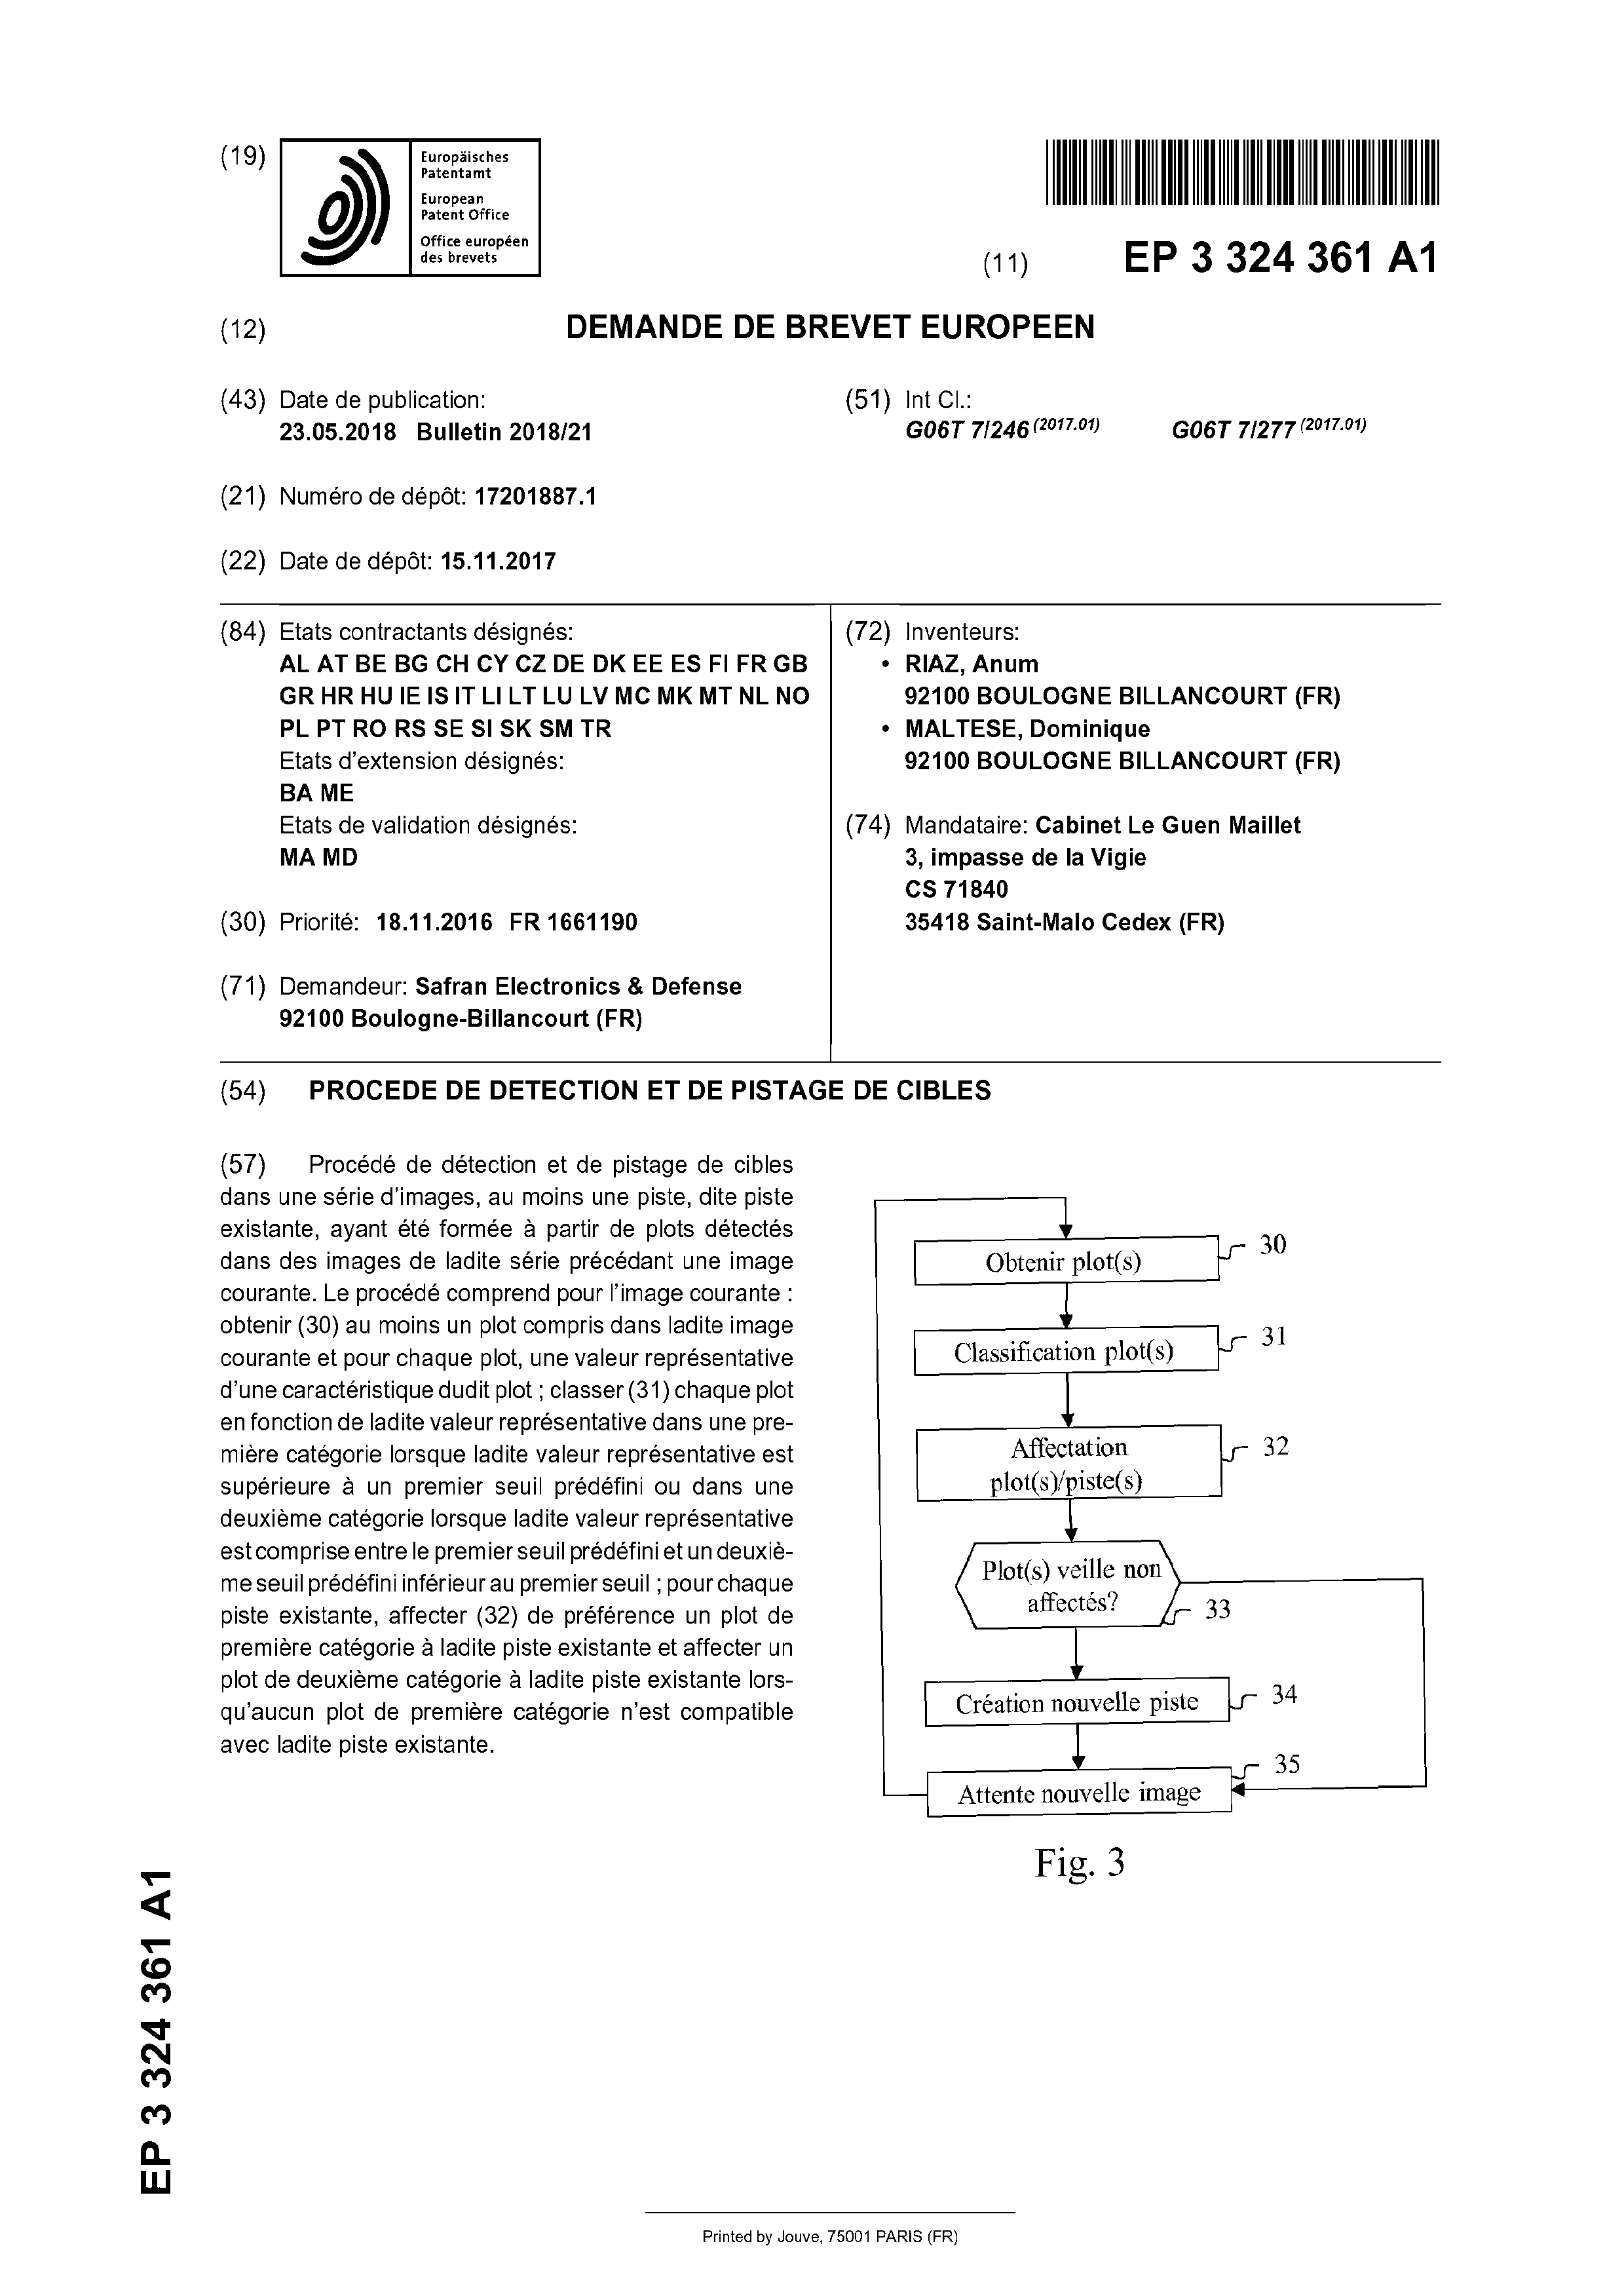 (19)
Europäisches
Patentamt
European
Patent Office
Office européen
des brevets
(11) EP 3 324 361 A1
(12) DEMANDE DE BREVET EUROPEEN
(43) Date de publication:
23.05.2018 Bulletin 2018/21
(21) Numéro de dépôt: 17201887.1
(22) Date de dépôt: 15.11.2017
(51) Int Cl.:
G06T 7/246 (2017.01) G06T 7/277 (2017.01)
(84) Etats contractants désignés:
AL AT BE BG CH CY CZ DE DK EE ES FI FR GB
GR HR HU IE IS IT LI LT LU LV MC MK MT NL NO
PL PT RO RS SE SI SK SM TR
Etats d'extension désignés:
BA ME
Etats de validation désignés:
MA MD
(30) Priorité: 18.11.2016 FR 1661190
(71) Demandeur: Safran Electronics & Defense
92100 Boulogne-Billancourt (FR)
(72) Inventeurs:
• RIAZ, Anum
92100 BOULOGNE BILLANCOURT (FR)
• MALTESE, Dominique
92100 BOULOGNE BILLANCOURT (FR)
(74) Mandataire: Cabinet Le Guen Maillet
3, impasse de la Vigie
CS 71840
35418 Saint-Malo Cedex (FR)
(54) PROCEDE DE DETECTION ET DE PISTAGE DE CIBLES
(57) Procédé de détection et de pistage de cibles
dans une série d'images, au moins une piste, dite piste
existante, ayant été formée à partir de plots détectés
dans des images de ladite série précédant une image
courante. Le procédé comprend pour l'image courante :
obtenir (30) au moins un plot compris dans ladite image
courante et pour chaque plot, une valeur représentative
d'une caractéristique dudit plot ; classer (31) chaque plot
en fonction de ladite valeur représentative dans une pre-
mière catégorie lorsque ladite valeur représentative est
supérieure à un premier seuil prédéfini ou dans une
deuxième catégorie lorsque ladite valeur représentative
est comprise entre le premier seuil prédéfini et un deuxiè-
me seuil prédéfini inférieur au premier seuil ; pour chaque
piste existante, affecter (32) de préférence un plot de
première catégorie à ladite piste existante et affecter un
plot de deuxième catégorie à ladite piste existante lors-
qu'aucun plot de première catégorie n'est compatible
avec ladite piste existante.
Obtenir plot(s)
30
Classification plot(s)
31
Affectation
plot(s)/piste(s)
32
Plot(s) veille non
affectés?
33
Création nouvelle piste
34
Attente nouvelle image
35
Fig. 3
EP 3 324 361 A1
Printed by Jouve, 75001 PARIS (FR)